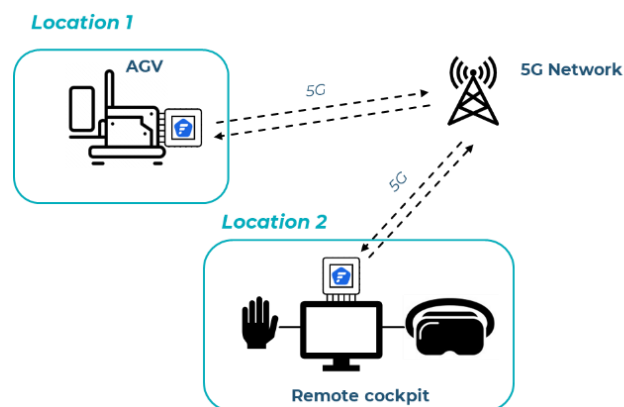 Location 1
AGV
5G
5G Network
5G
Location 2
Remote cockpit